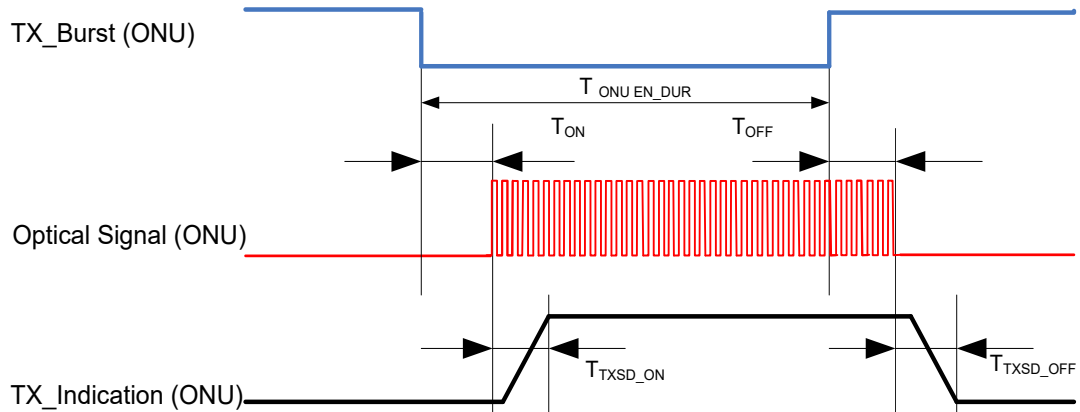 TX_Burst (ONU)
T ONU EN_DUR
TON
TOFF
Optical Signal (ONU)
TTXSD_ON
TTXSD_OFF
TX_Indication (ONU)